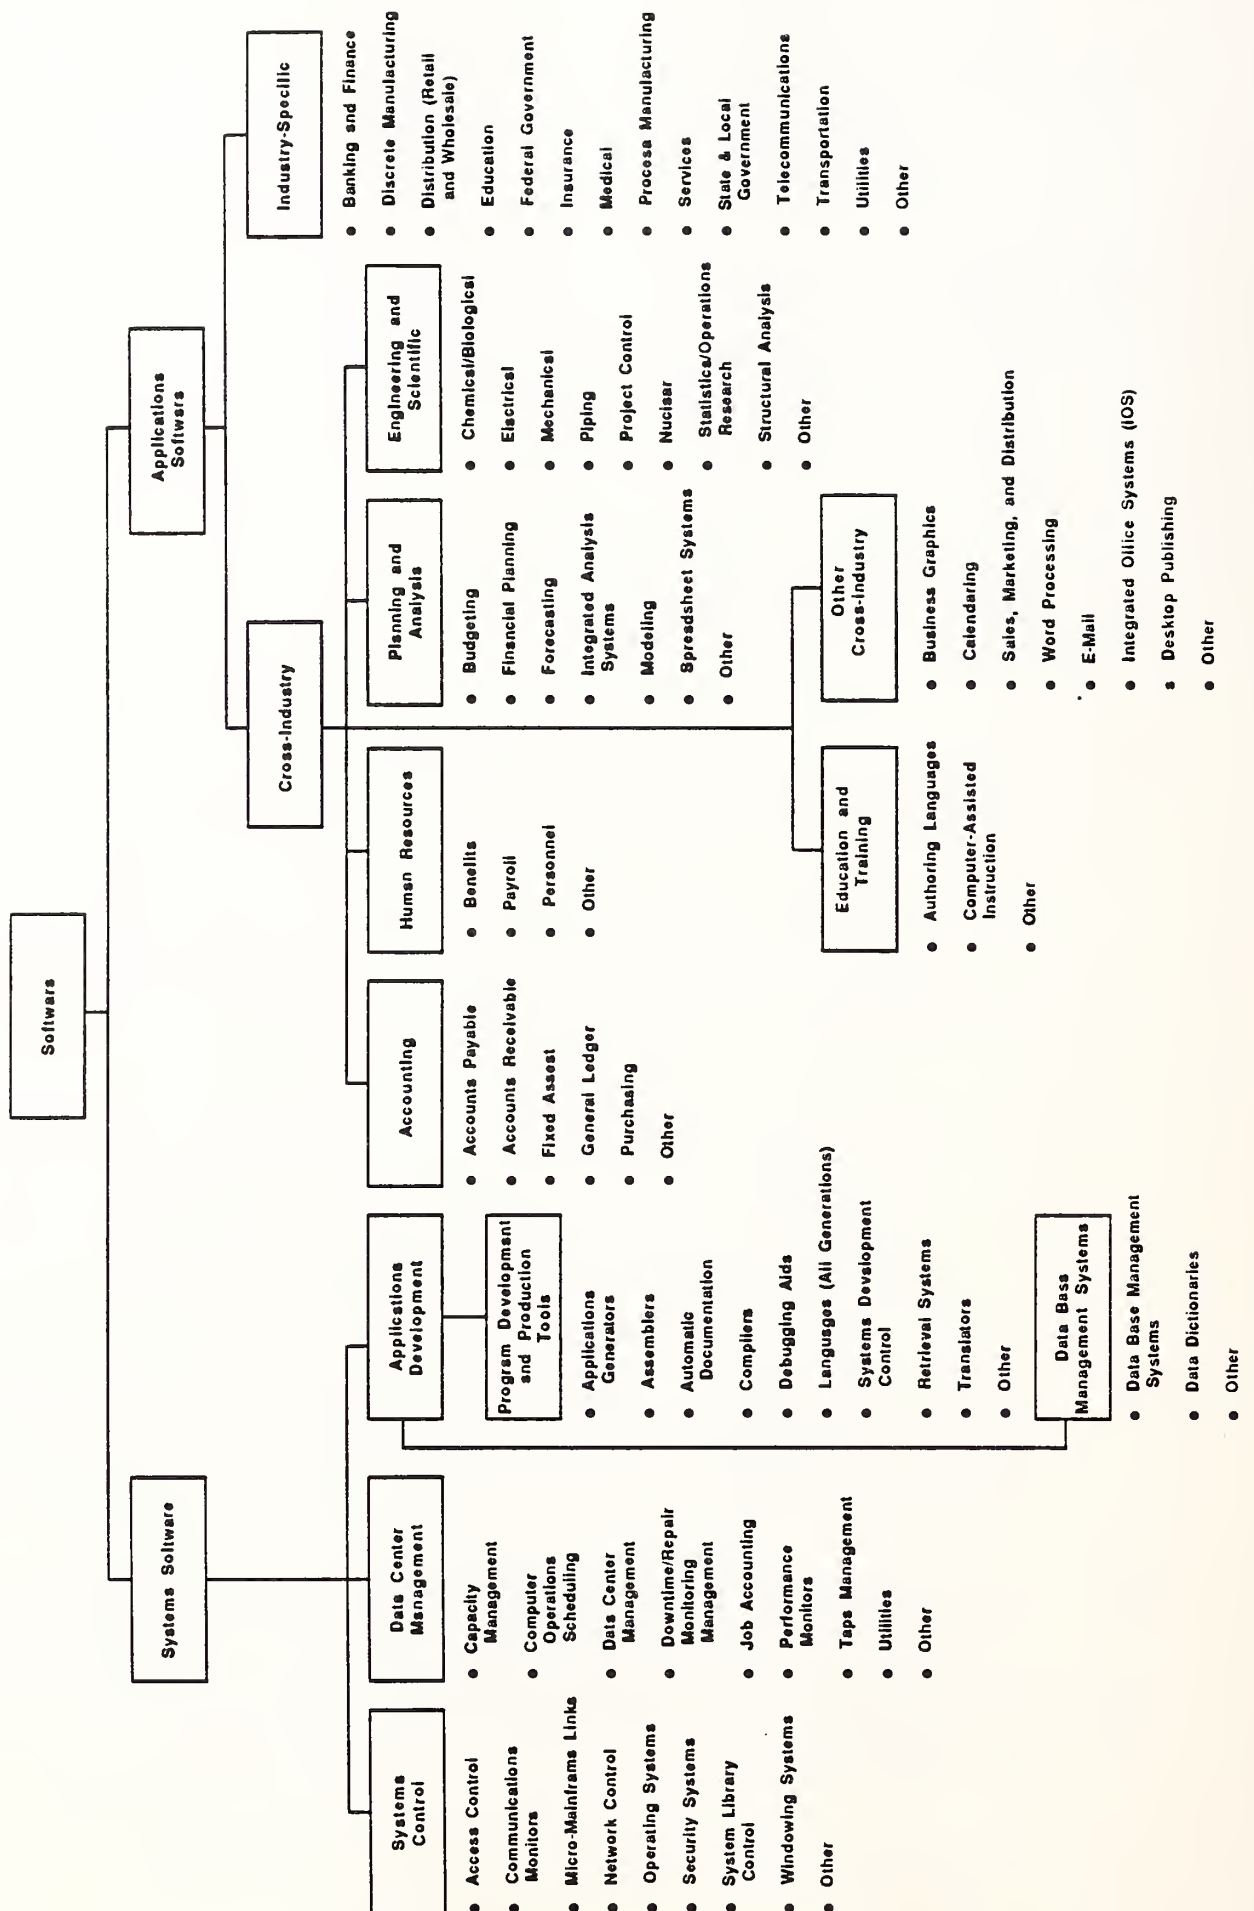 Softwars
Systems Software
Applications
Softwars
Cross-Industry
Industry-Specific
Systems
Control
Data Center
Management
Applications
Development
Accounting
Human Resources
Planning and
Analysis
Engineering and
Scientific
● Access Control
● Communications
Monitors
● Micro-Mainframs Links
● Network Control
● Operating Systems
● Security Systems
● System Library
Control
● Windowing Systems
● Other
● Capacity
Management
● Computer
Operations
Scheduling
● Data Center
Management
● Downtime/Repair
Monitoring
Management
● Job Accounting
● Performance
Monitors
● Taps Management
● Utilities
● Other
Program Development
and Production
Tools
● Applications
Generators
● Assemblers
● Automatic
Documentation
● Compilers
● Debugging Aids
● Languages (All Generations)
● Systems Development
Control
● Retrieval Systems
● Translators
● Other
Data Bass
Management Systems
● Data Base Management
Systems
● Data Dictionaries
● Other
● Accounts Payable
● Accounts Receivable
● Fixed Assest
● General Ledger
● Purchasing
● Other
● Benefits
● Payroll
● Personnel
● Other
● Budgeting
● Financial Planning
● Forecasting
● Integrated Analysis
Systems
● Modeling
● Spreadsheet Systems
● Other
● Chemical/Biological
● Electrical
● Mechanical
● Piping
● Project Control
● Nuclear
● Statistics/Operations
Research
● Structural Analysis
● Other
Education and
Training
● Authoring Languages
● Computer-Assisted
Instruction
● Other
Other
Cross-Industry
● Business Graphics
● Calendaring
● Sales, Marketing, and Distribution
● Word Processing
● E-Mail
● Integrated Office Systems (IOS)
● Desktop Publishing
● Other
● Banking and Finance
● Discrete Manufacturing
● Distribution (Retail
and Wholesale)
● Education
● Federal Government
● Insurance
● Medical
● Process Manufacturing
● Services
● State & Local
Government
● Telecommunications
● Transportation
● Utilities
● Other